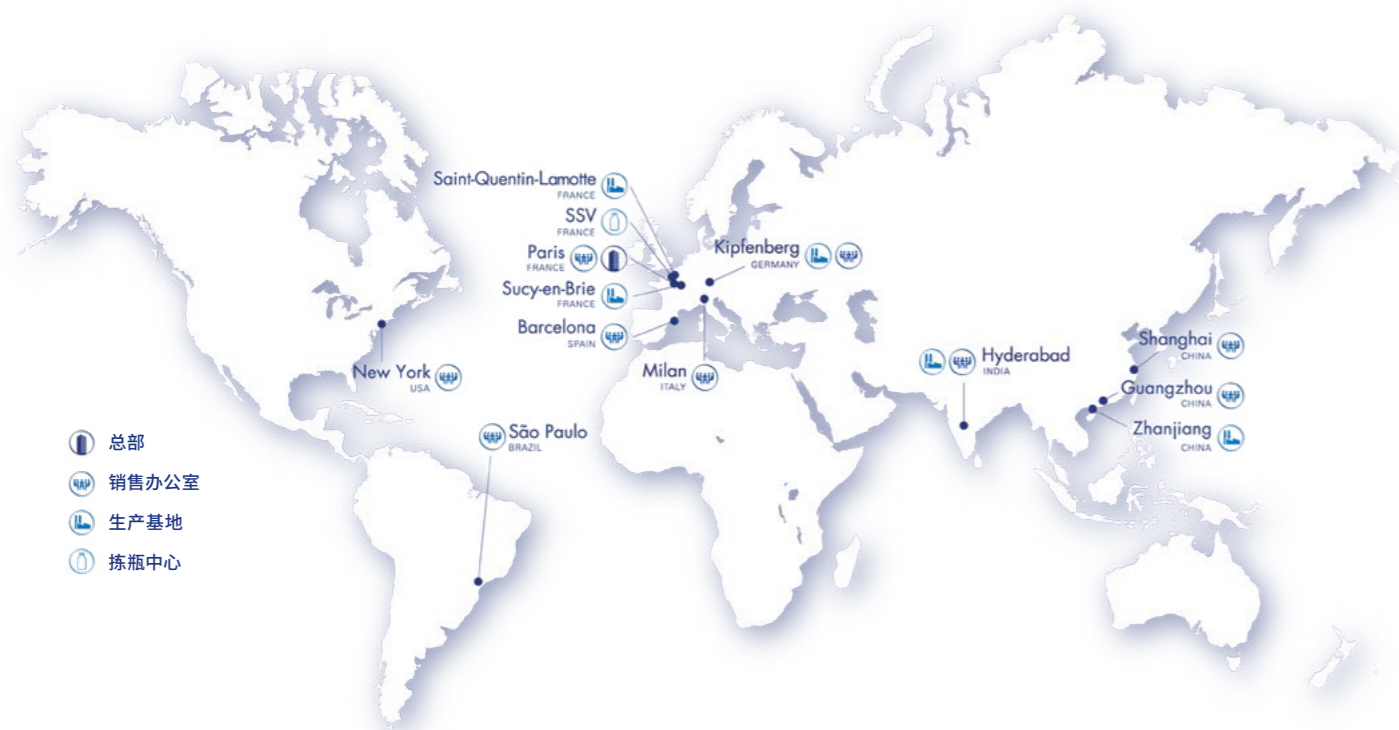 Saint-Quentin-Lamotte
FRANCE
SSV
FRANCE
Paris
FRANCE
Sucy-en-Brie
FRANCE
Barcelona
SPAIN
Kipfenberg
GERMANY
Milan
ITALY
New York
USA
São Paulo
BRAZIL
Hyderabad
INDIA
Shanghai
CHINA
Guangzhou
CHINA
Zhanjiang
CHINA
总部
销售办公室
生产基地
拣瓶中心